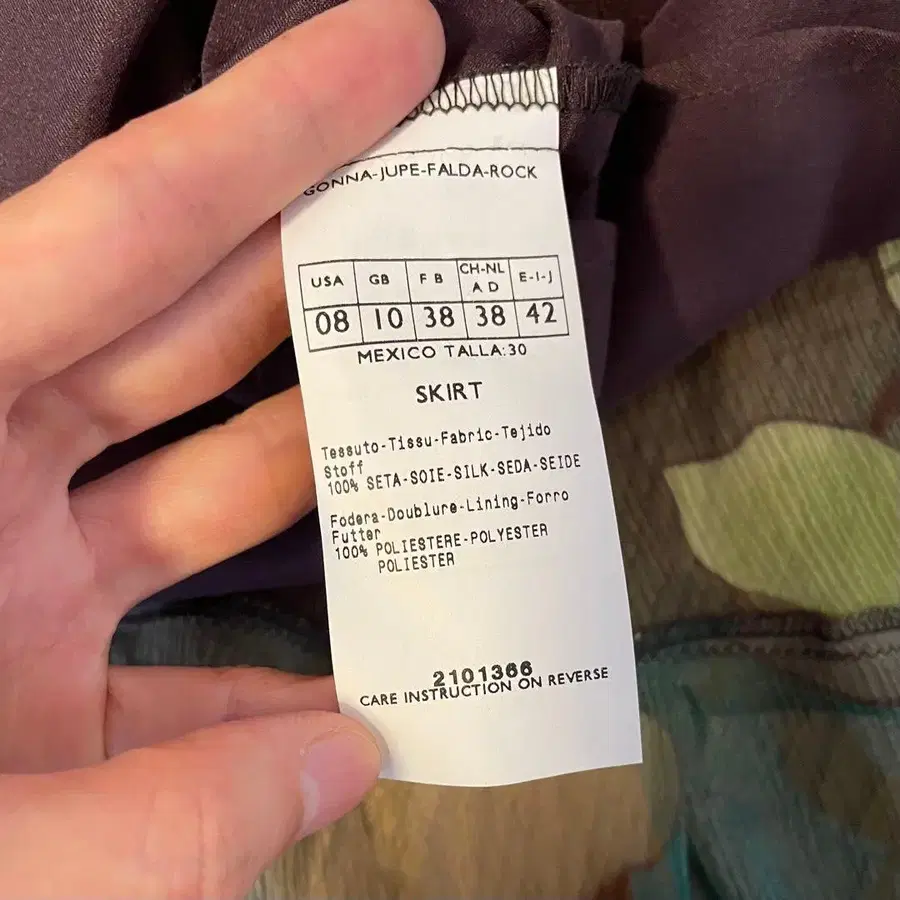 GONNA-JUPE-FALDA-ROCK
USA GB F B CH-NL A D E-I-J
08 10 38 38 42
MEXICO TALLA:30
SKIRT
Tessuto-Tissu-Fabric-Tejido
Stoff
100% SETA-SOIE-SILK-SEDA-SEIDE
Fodera-Doublure-Lining-Forro
Futter
100% POLIESTERE-POLYESTER
POLIESTER
2101366
CARE INSTRUCTION ON REVERSE